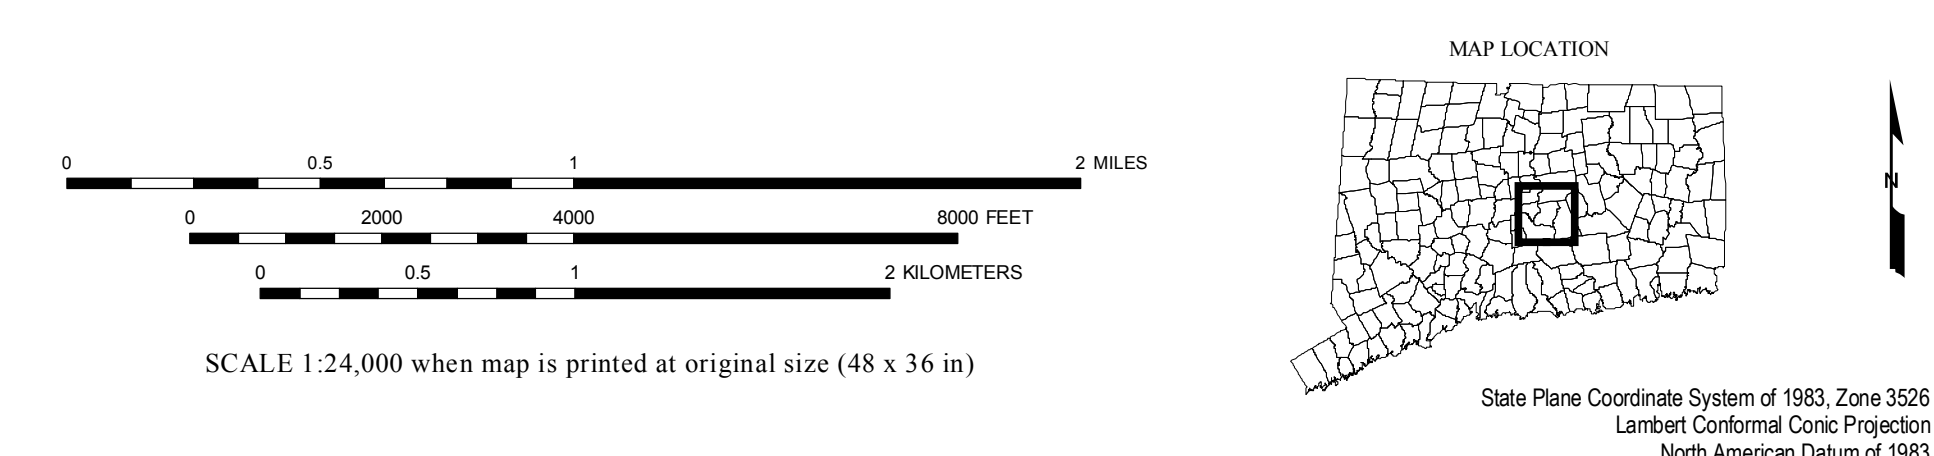 0 0.5 1 2 MILES
0 2000 4000 8000 FEET
0 0.5 1 2 KILOMETERS
SCALE 1:24,000 when map is printed at original size (48 x 36 in)
MAP LOCATION
N
State Plane Coordinate System of 1983, Zone 3526
Lambert Conformal Conic Projection
North American Datum of 1983